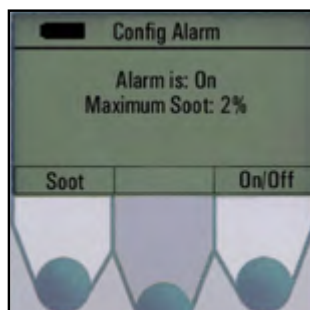 Config Alarm
Alarm is: On
Maximum Soot: 2%
Soot On/Off